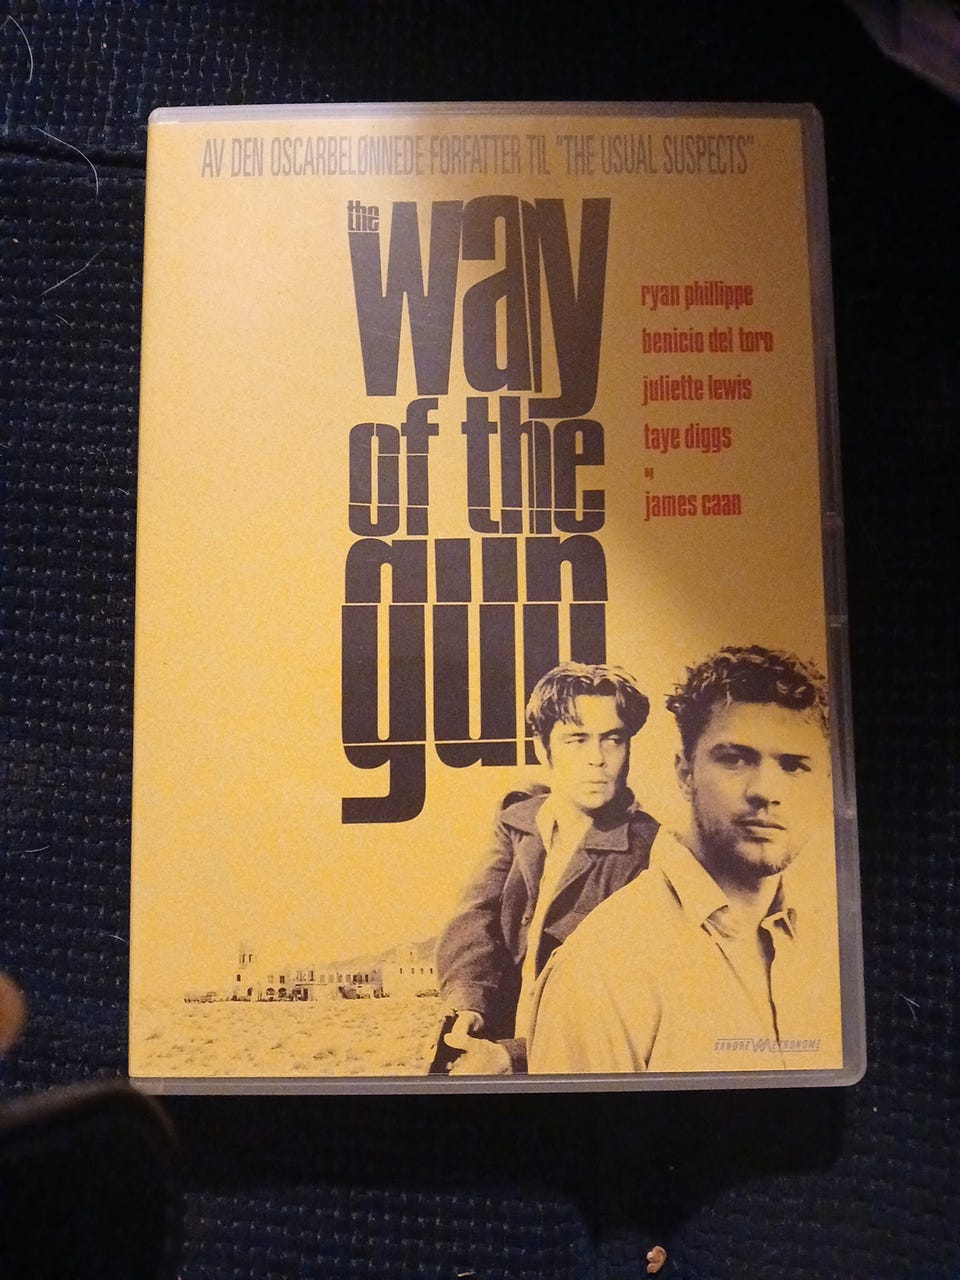 AV DEN OSCARBELØNNEDE FORFATTER TIL "THE USUAL SUSPECTS"
the
way
of the
gun
ryan phillippe
benicio del toro
juliette lewis
taye diggs
og
james caan
SANDREW METRONOME